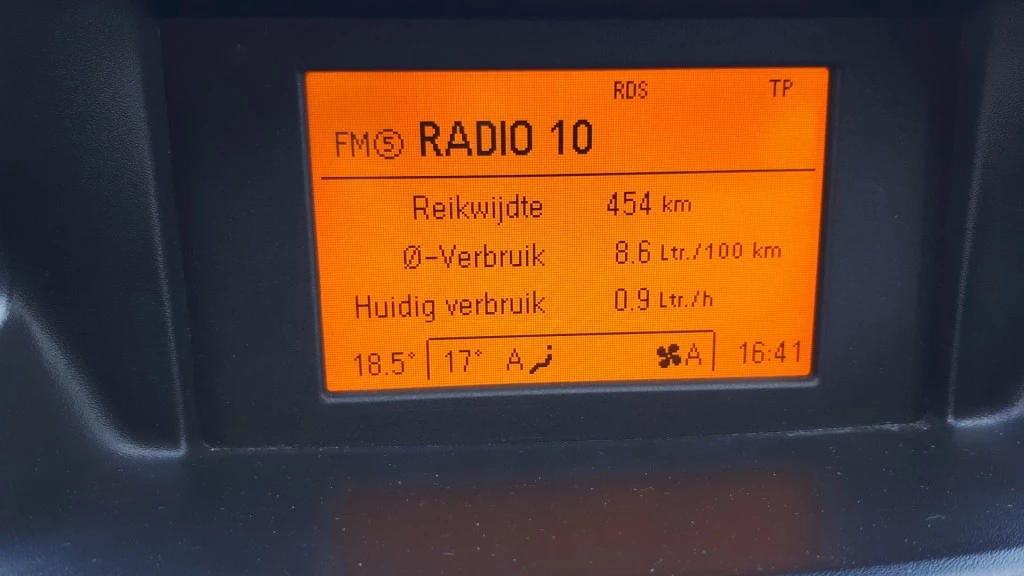 RDS TP
FM⑤ RADIO 10
Reikwijdte 454 km
Ø-Verbruik 8.6 Ltr./100 km
Huidig verbruik 0.9 Ltr./h
18.5° 17° A A 16:41